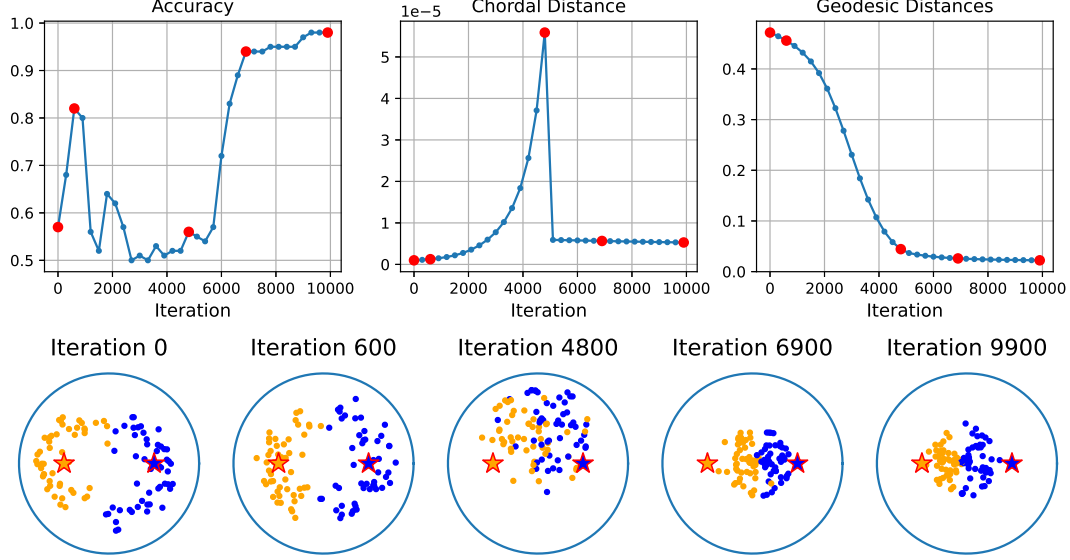 Accuracy
Chordal Distance
Geodesic Distances
1e−5
1.0
0.9
0.8
0.7
0.6
0.5
0 2000 4000 6000 8000 10000
Iteration
5
4
3
2
1
0
0 2000 4000 6000 8000 10000
Iteration
0.4
0.3
0.2
0.1
0.0
0 2000 4000 6000 8000 10000
Iteration
Iteration 0
Iteration 600
Iteration 4800
Iteration 6900
Iteration 9900